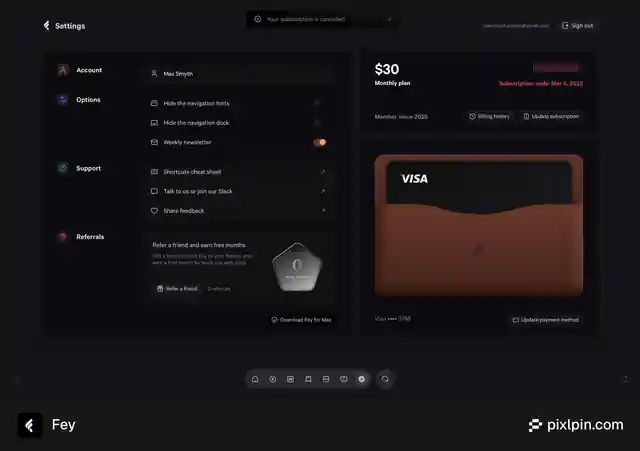 Your subscription is cancelled
Settings
Sign out
Account
Max Smyth
Options
Hide the navigation hints
Hide the navigation dock
Weekly newsletter
Support
Shortcuts cheat sheet
Talk to us or join our Slack
Share feedback
Referrals
Refer a friend and earn free months
Refer a friend
Download Fey for Mac
$30
Monthly plan
Subscription ends: Mar 4, 2025
Member since 2025
Billing history
Update subscription
VISA
Visa ••••
Update payment method
Fey
pixlpin.com